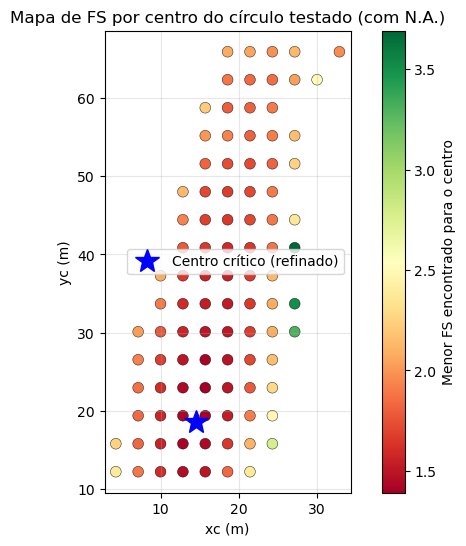 Mapa de FS por centro do círculo testado (com N.A.)
3.5
3.0
2.5
2.0
1.5
Menor FS encontrado para o centro
60
50
40
30
20
10
yc (m)
Centro crítico (refinado)
10
20
30
xc (m)